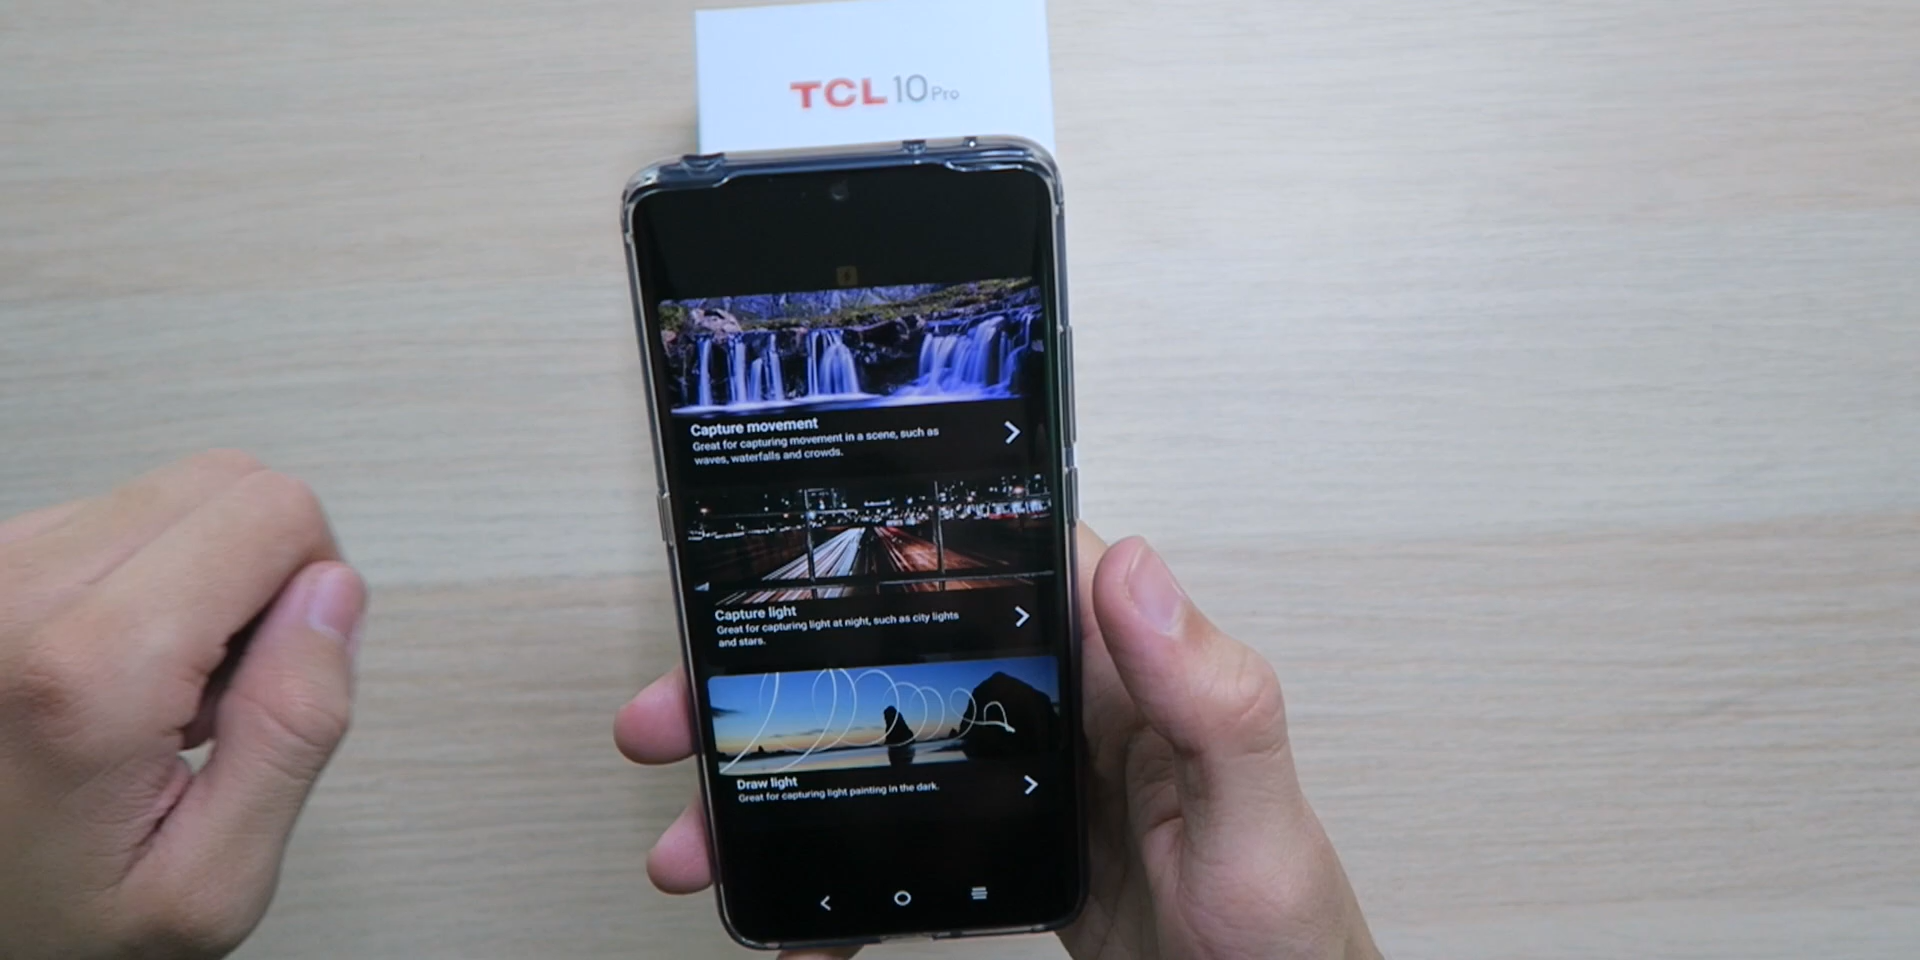 TCL 10 Pro
Capture movement
Great for capturing movement in a scene, such as
waves, waterfalls and crowds.
Capture light
Great for capturing light at night, such as city lights
and stars.
Draw light
Great for capturing light painting in the dark.